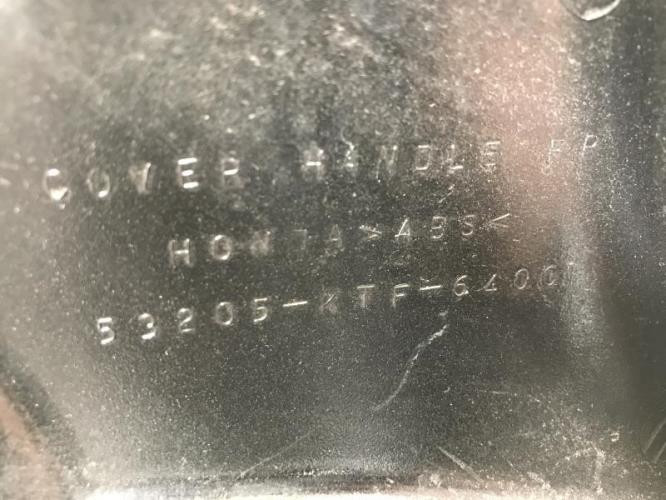 COVER HANDLE FR
HONDA >ABS<
53205-KTF-6400